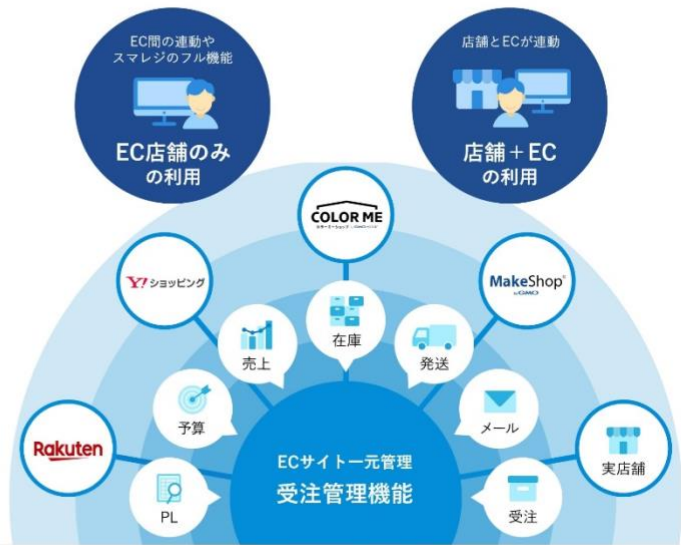 EC間の連動や
スマレジのフル機能
EC店舗のみ
の利用
店舗とECが連動
店舗＋EC
の利用
COLOR ME
Y!ショッピング
MakeShop
byGMO
売上
在庫
発送
予算
メール
Rakuten
PL
ECサイト一元管理
受注管理機能
受注
実店舗